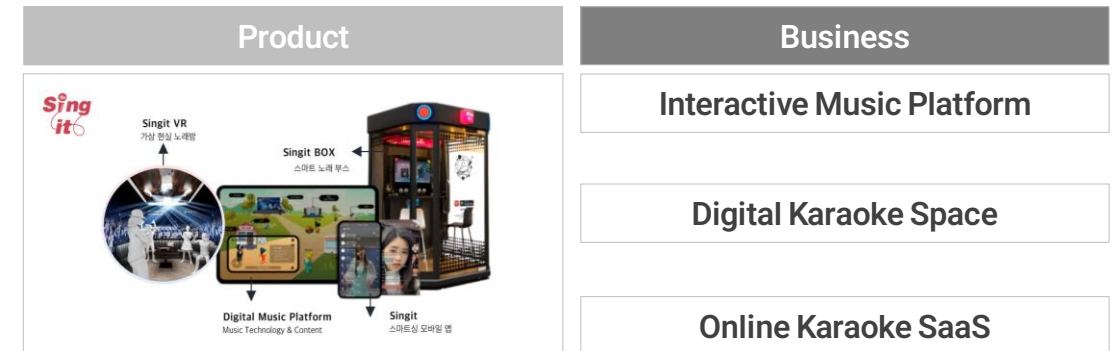 Product
Business
Sing
it
Singit VR
가상 현실 노래방
Singit BOX
스마트 노래 부스
Digital Music Platform
Music Technology & Content
Singit
스마트싱 모바일 앱
Interactive Music Platform
Digital Karaoke Space
Online Karaoke SaaS